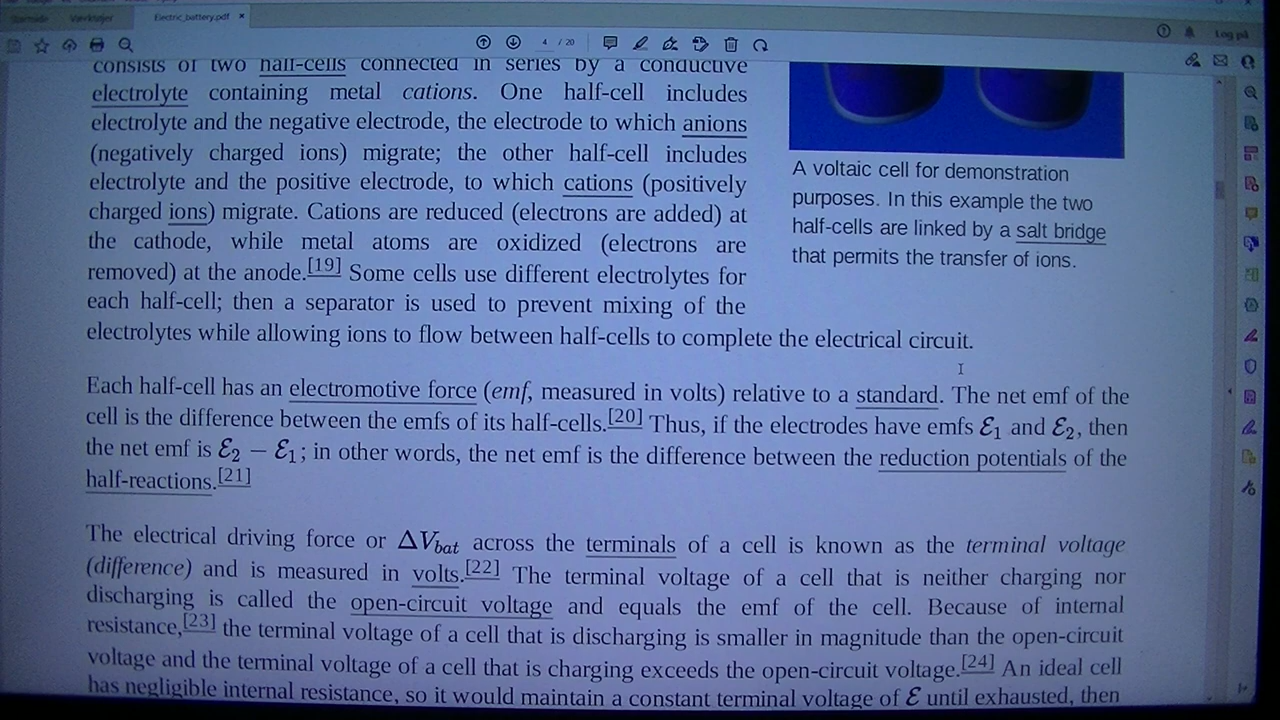 Startside
Værktøjer
Electric_battery.pdf ×
Log på
4 / 20
consists of two half-cells connected in series by a conductive
electrolyte containing metal cations. One half-cell includes
electrolyte and the negative electrode, the electrode to which anions
(negatively charged ions) migrate; the other half-cell includes
electrolyte and the positive electrode, to which cations (positively
charged ions) migrate. Cations are reduced (electrons are added) at
the cathode, while metal atoms are oxidized (electrons are
removed) at the anode.[19] Some cells use different electrolytes for
each half-cell; then a separator is used to prevent mixing of the
electrolytes while allowing ions to flow between half-cells to complete the electrical circuit.
A voltaic cell for demonstration
purposes. In this example the two
half-cells are linked by a salt bridge
that permits the transfer of ions.
Each half-cell has an electromotive force (emf, measured in volts) relative to a standard. The net emf of the
cell is the difference between the emfs of its half-cells.[20] Thus, if the electrodes have emfs ℰ₁ and ℰ₂, then
the net emf is ℰ₂ − ℰ₁; in other words, the net emf is the difference between the reduction potentials of the
half-reactions.[21]
The electrical driving force or ΔV_bat across the terminals of a cell is known as the terminal voltage
(difference) and is measured in volts.[22] The terminal voltage of a cell that is neither charging nor
discharging is called the open-circuit voltage and equals the emf of the cell. Because of internal
resistance,[23] the terminal voltage of a cell that is discharging is smaller in magnitude than the open-circuit
voltage and the terminal voltage of a cell that is charging exceeds the open-circuit voltage.[24] An ideal cell
has negligible internal resistance, so it would maintain a constant terminal voltage of ℰ until exhausted, then